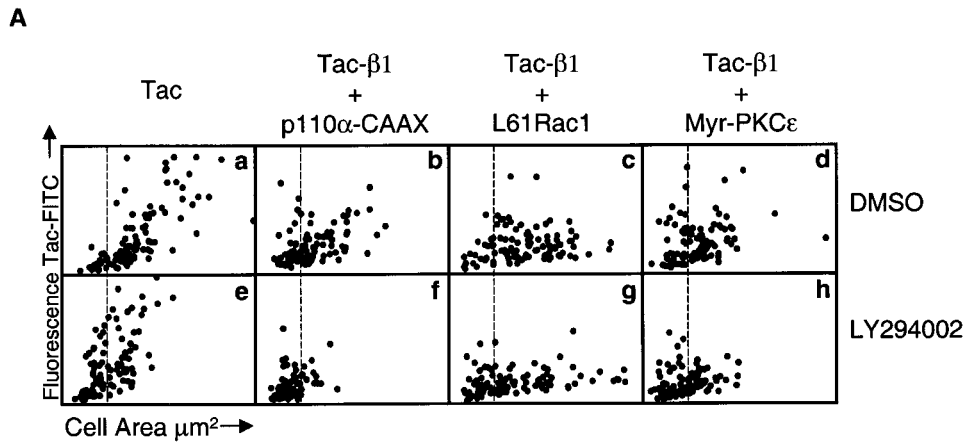 A
Tac
Tac-β1
+
p110α-CAAX
Tac-β1
+
L61Rac1
Tac-β1
+
Myr-PKCε
Fluorescence Tac-FITC
a
b
c
d
DMSO
e
f
g
h
LY294002
Cell Area μm²